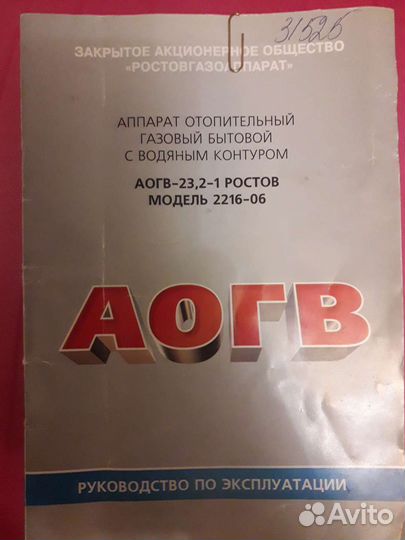 31526
ЗАКРЫТОЕ АКЦИОНЕРНОЕ ОБЩЕСТВО
«РОСТОВГАЗОАППАРАТ»
АППАРАТ ОТОПИТЕЛЬНЫЙ
ГАЗОВЫЙ БЫТОВОЙ
С ВОДЯНЫМ КОНТУРОМ
АОГВ-23,2-1 РОСТОВ
МОДЕЛЬ 2216-06
АОГВ
РУКОВОДСТВО ПО ЭКСПЛУАТАЦИИ
Avito